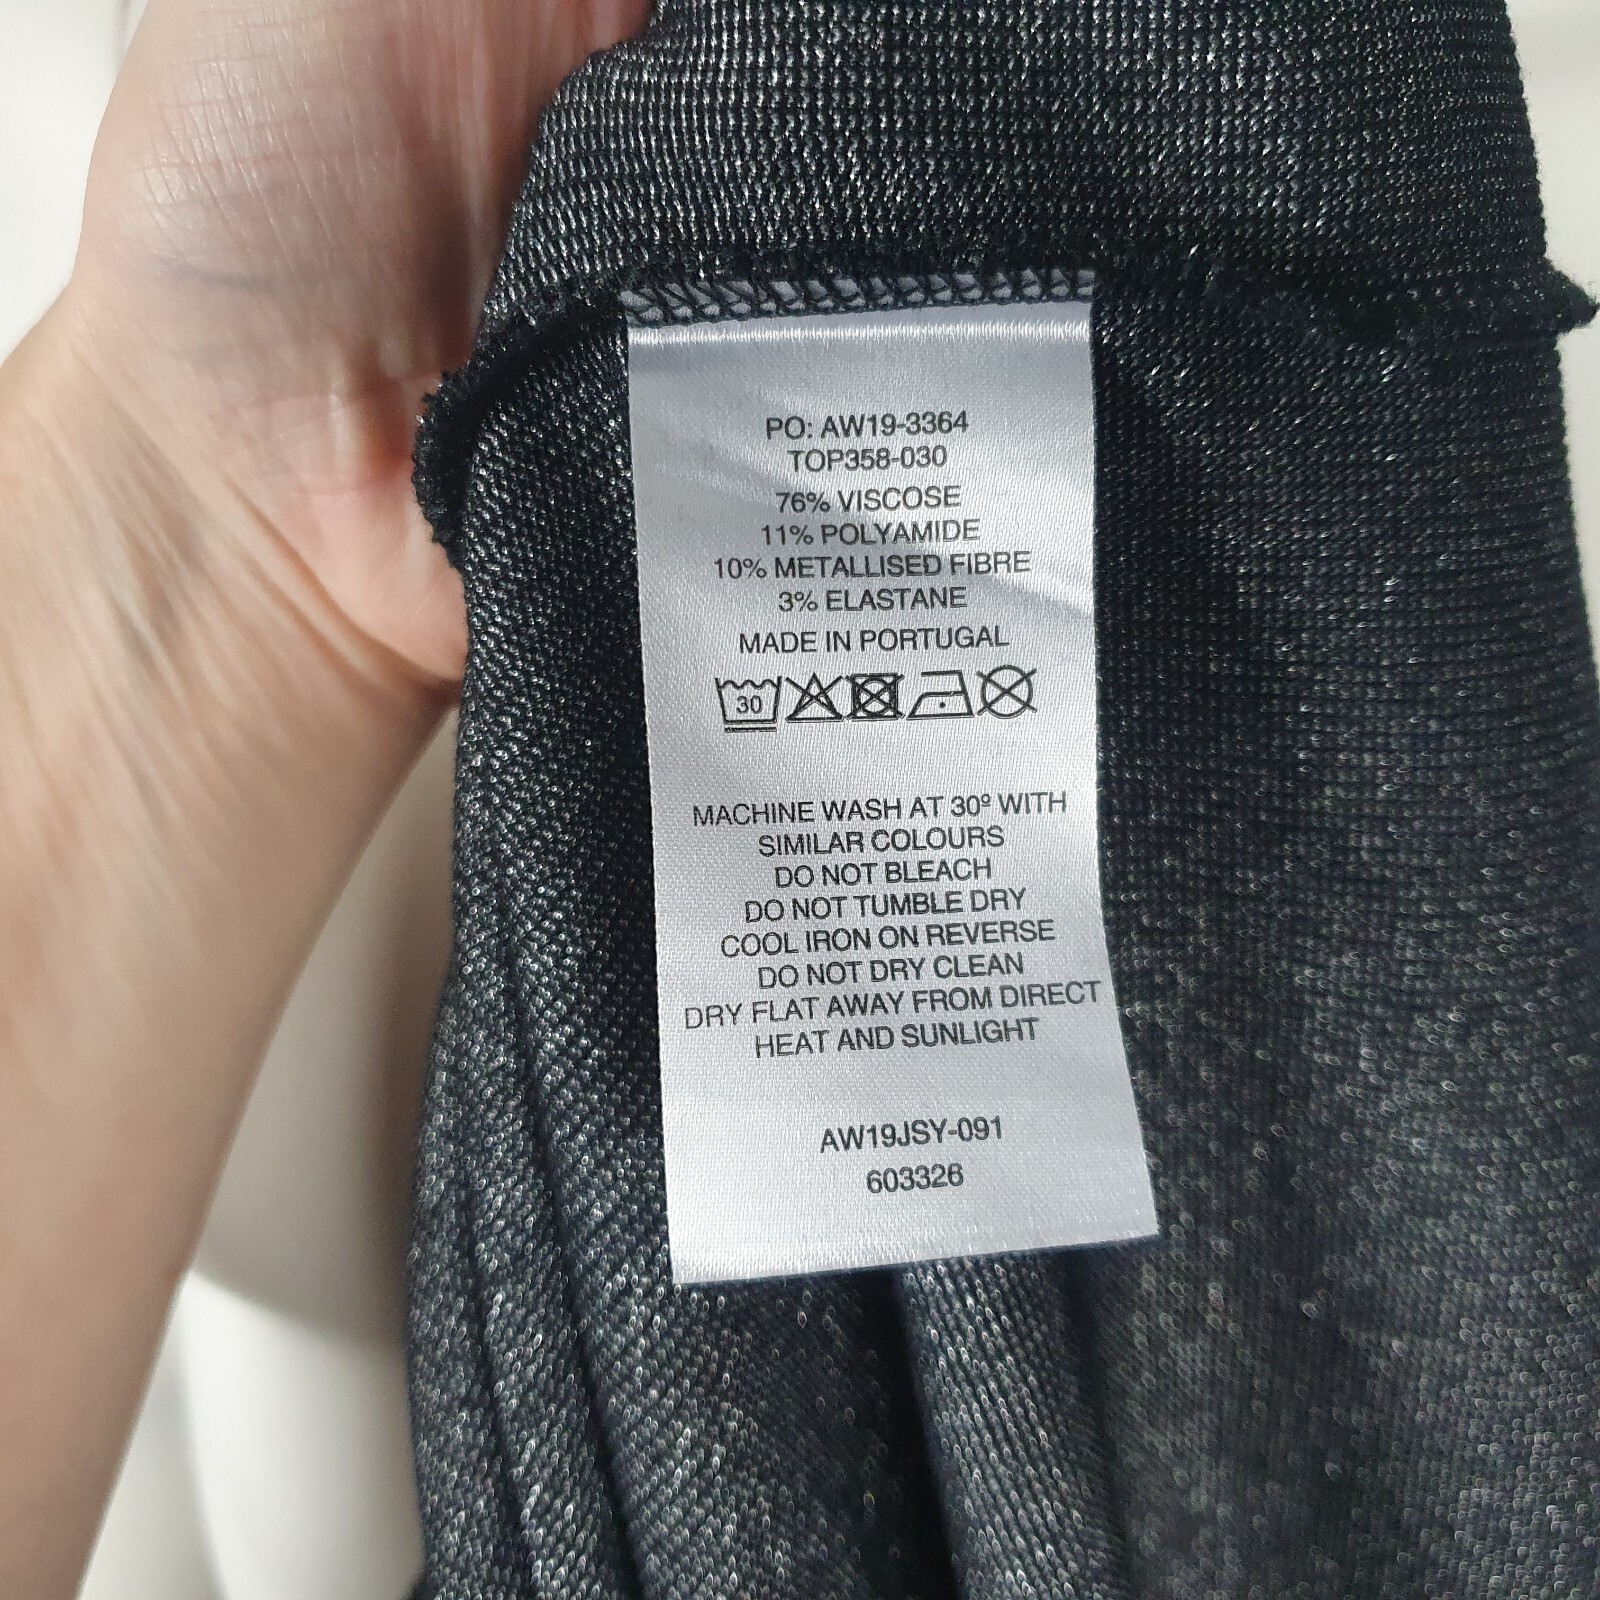 PO: AW19-3364
TOP358-030
76% VISCOSE
11% POLYAMIDE
10% METALLISED FIBRE
3% ELASTANE
MADE IN PORTUGAL
30
MACHINE WASH AT 30º WITH
SIMILAR COLOURS
DO NOT BLEACH
DO NOT TUMBLE DRY
COOL IRON ON REVERSE
DO NOT DRY CLEAN
DRY FLAT AWAY FROM DIRECT
HEAT AND SUNLIGHT
AW19JSY-091
603326